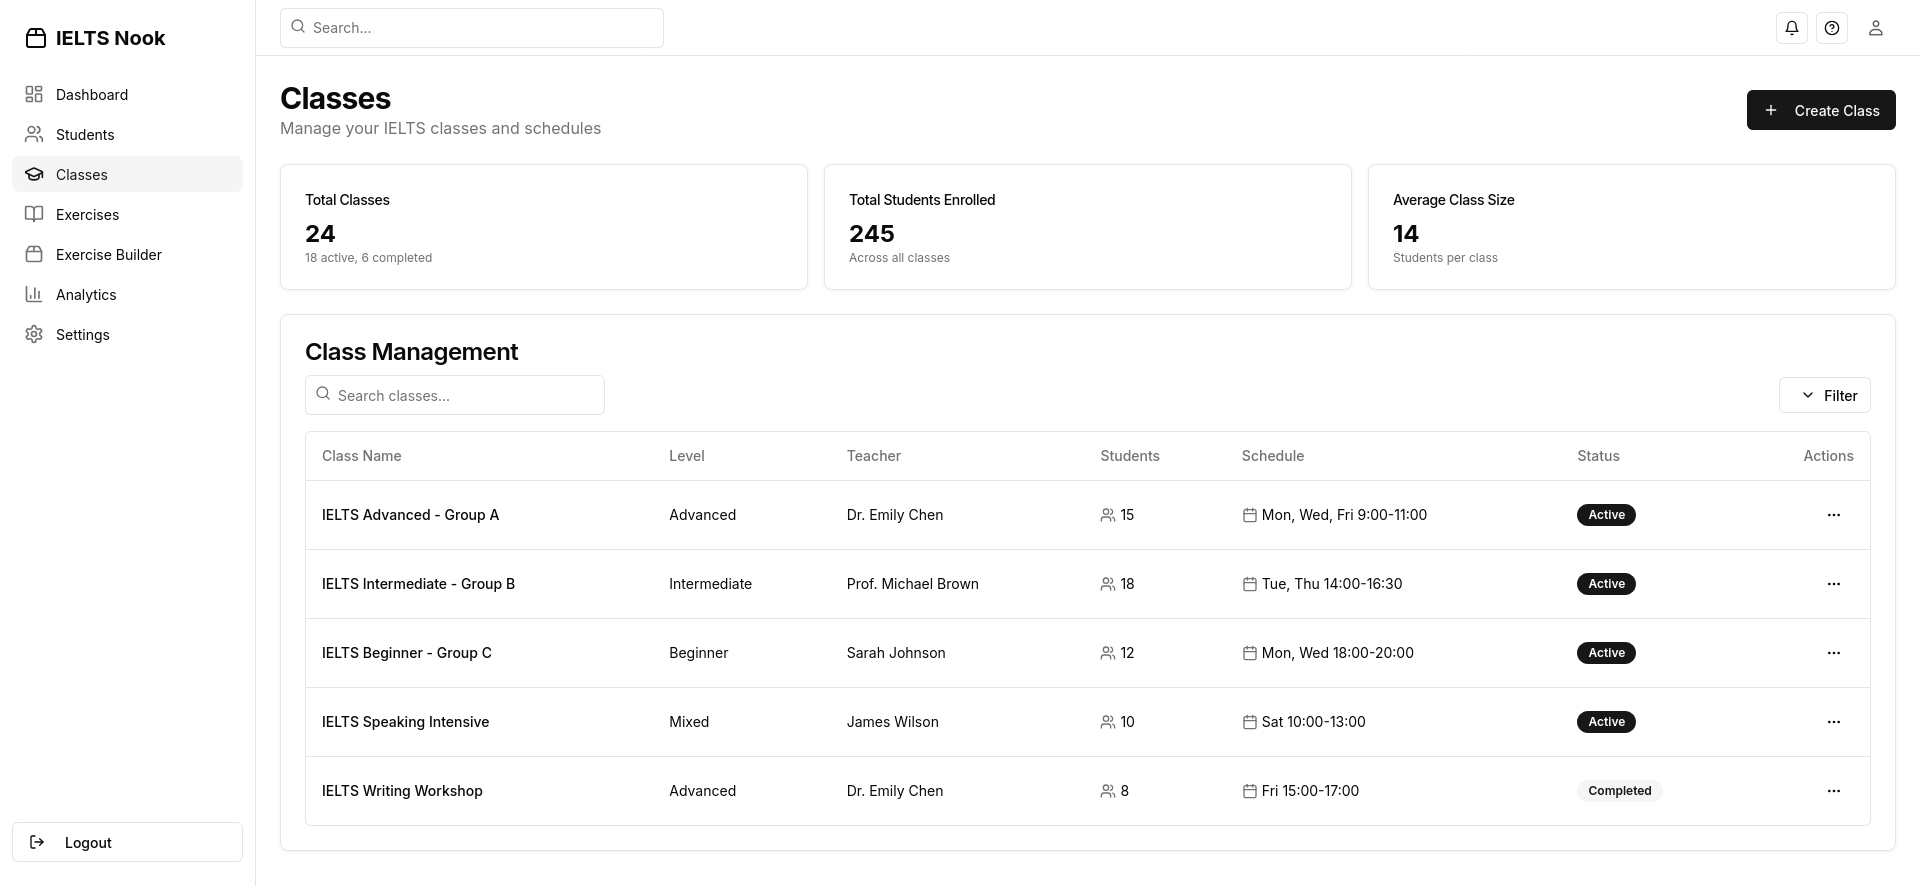 IELTS Nook
Search...
Dashboard
Students
Classes
Exercises
Exercise Builder
Analytics
Settings
Logout
Classes
Manage your IELTS classes and schedules
Create Class
Total Classes
24
18 active, 6 completed
Total Students Enrolled
245
Across all classes
Average Class Size
14
Students per class
Class Management
Search classes...
Filter
Class Name Level Teacher Students Schedule Status Actions
IELTS Advanced - Group A Advanced Dr. Emily Chen 15 Mon, Wed, Fri 9:00-11:00 Active
IELTS Intermediate - Group B Intermediate Prof. Michael Brown 18 Tue, Thu 14:00-16:30 Active
IELTS Beginner - Group C Beginner Sarah Johnson 12 Mon, Wed 18:00-20:00 Active
IELTS Speaking Intensive Mixed James Wilson 10 Sat 10:00-13:00 Active
IELTS Writing Workshop Advanced Dr. Emily Chen 8 Fri 15:00-17:00 Completed